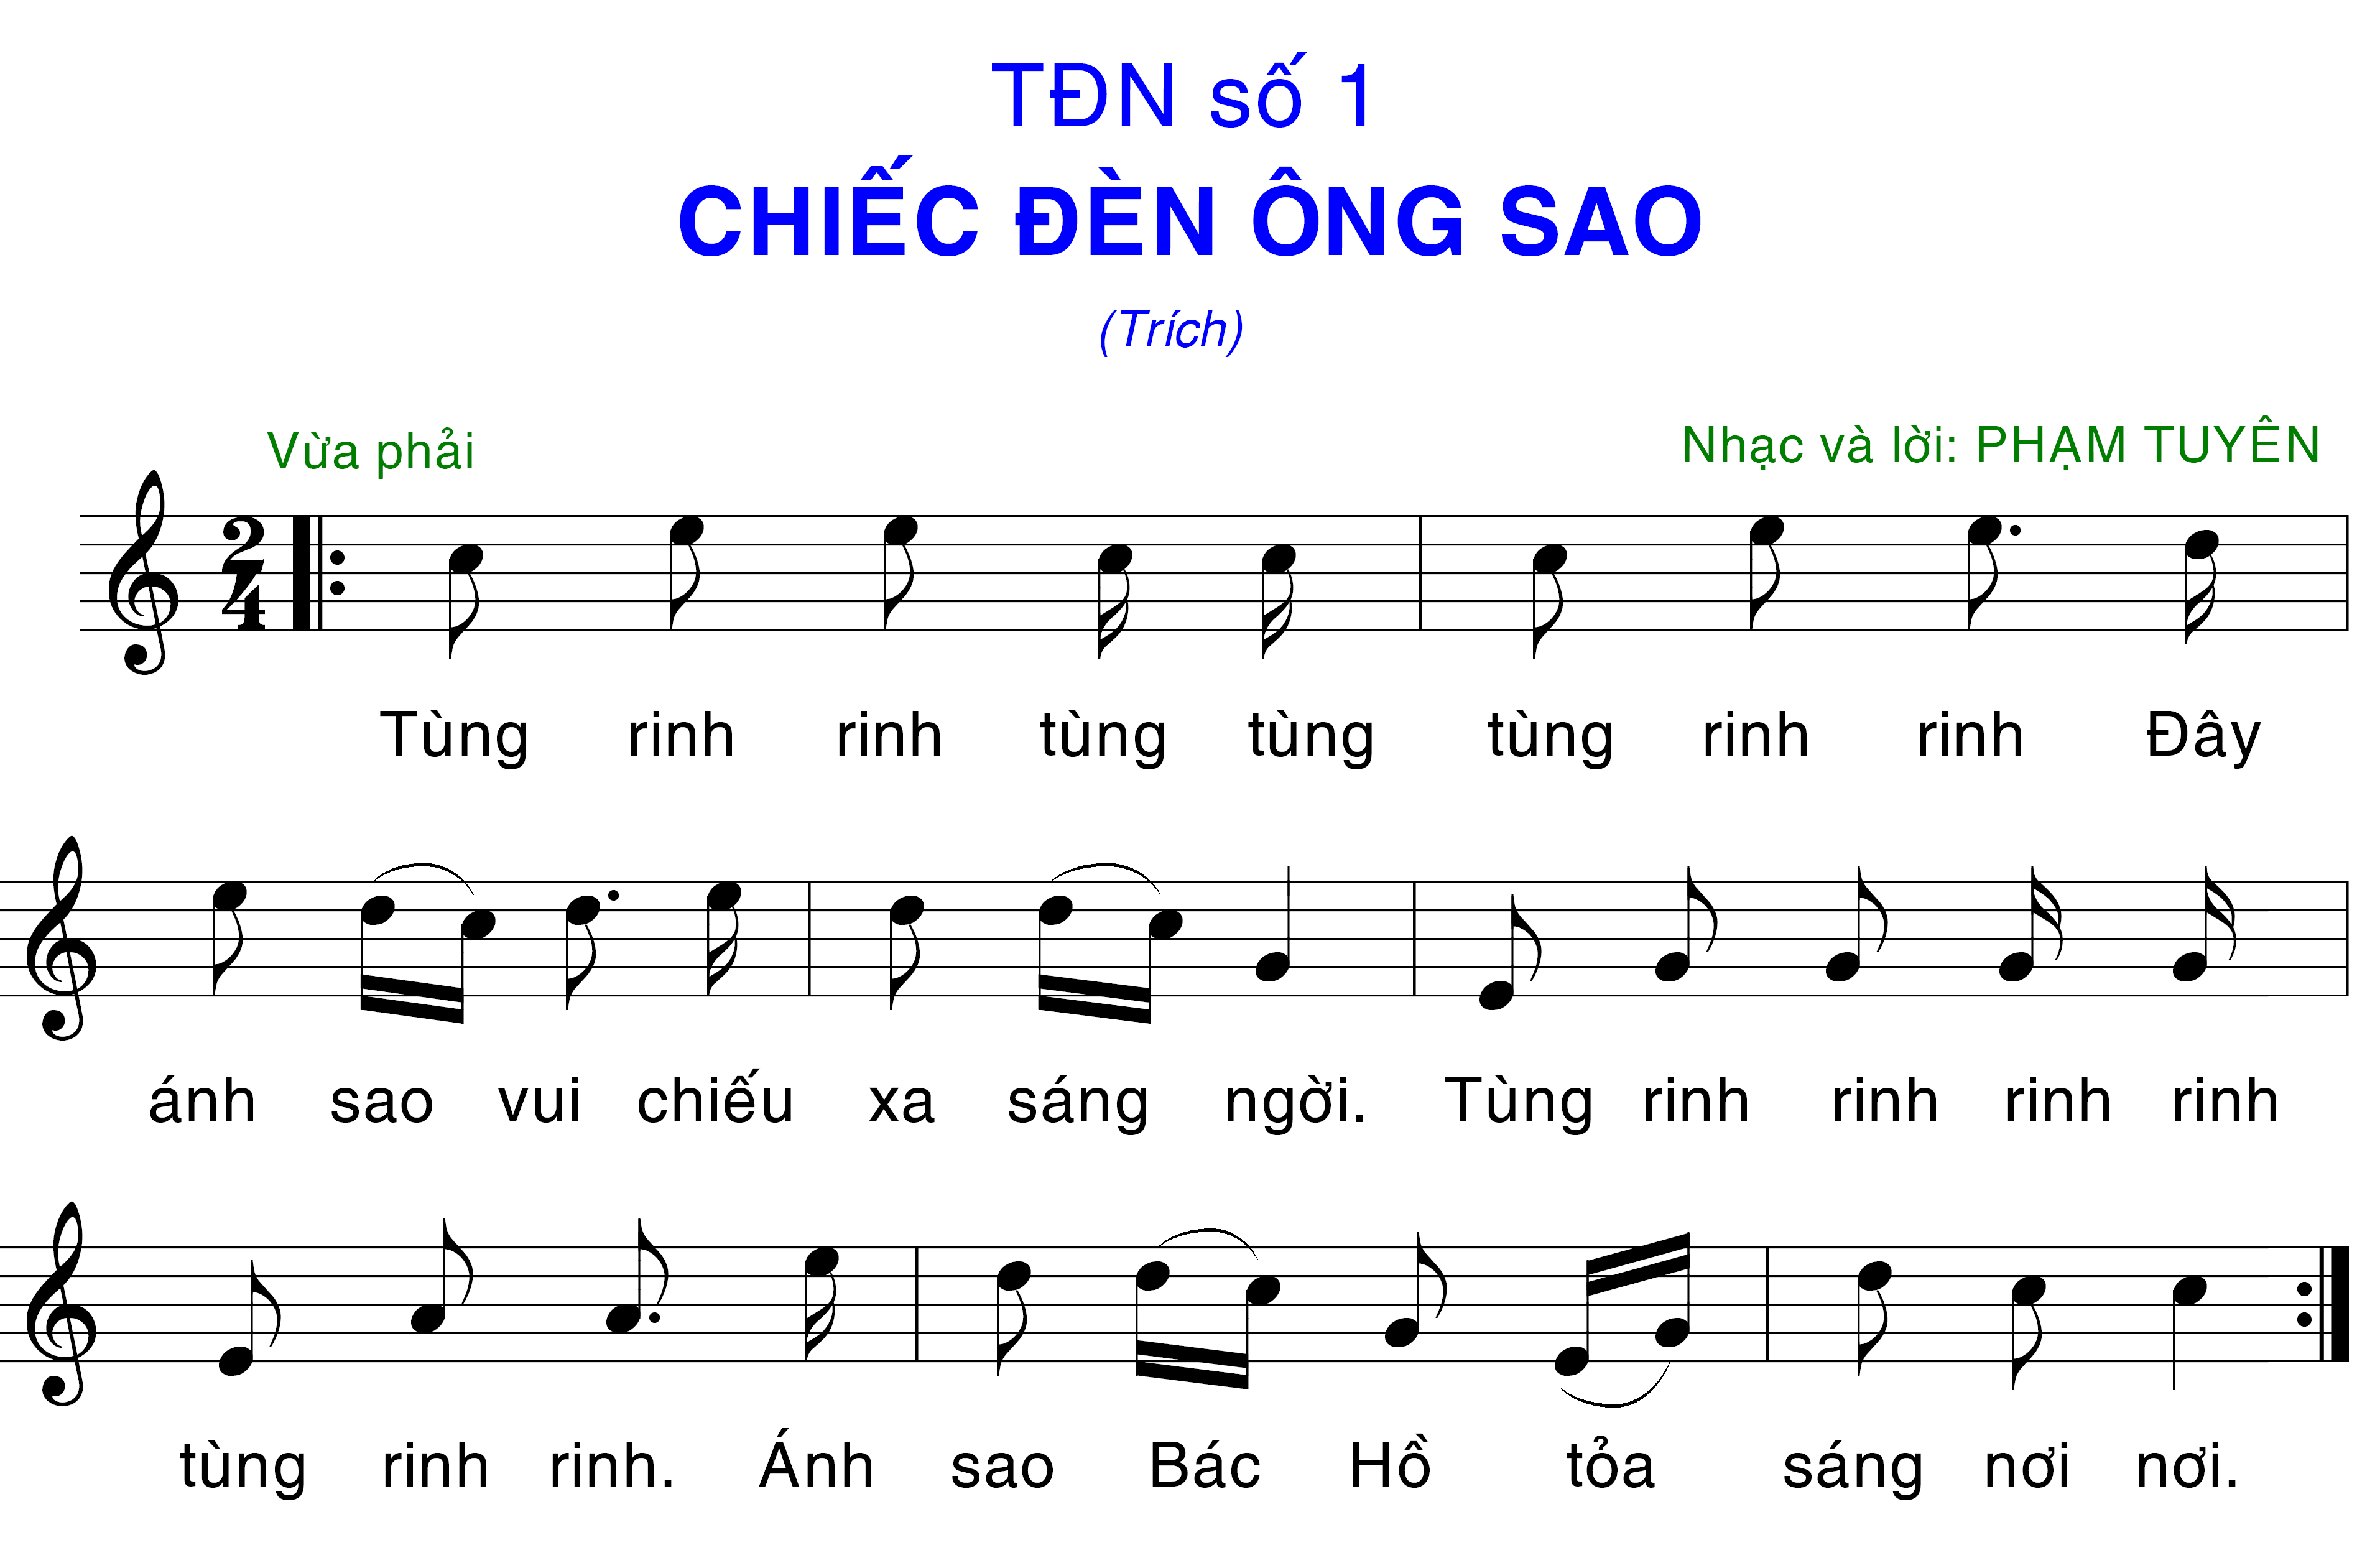 TĐN số 1
CHIẾC ĐÈN ÔNG SAO
(Trích)
Vừa phải
Nhạc và lời: PHẠM TUYÊN
2
4
Tùng rinh rinh tùng tùng tùng rinh rinh Đây
ánh sao vui chiếu xa sáng ngời. Tùng rinh rinh rinh rinh
tùng rinh rinh. Ánh sao Bác Hồ tỏa sáng nơi nơi.